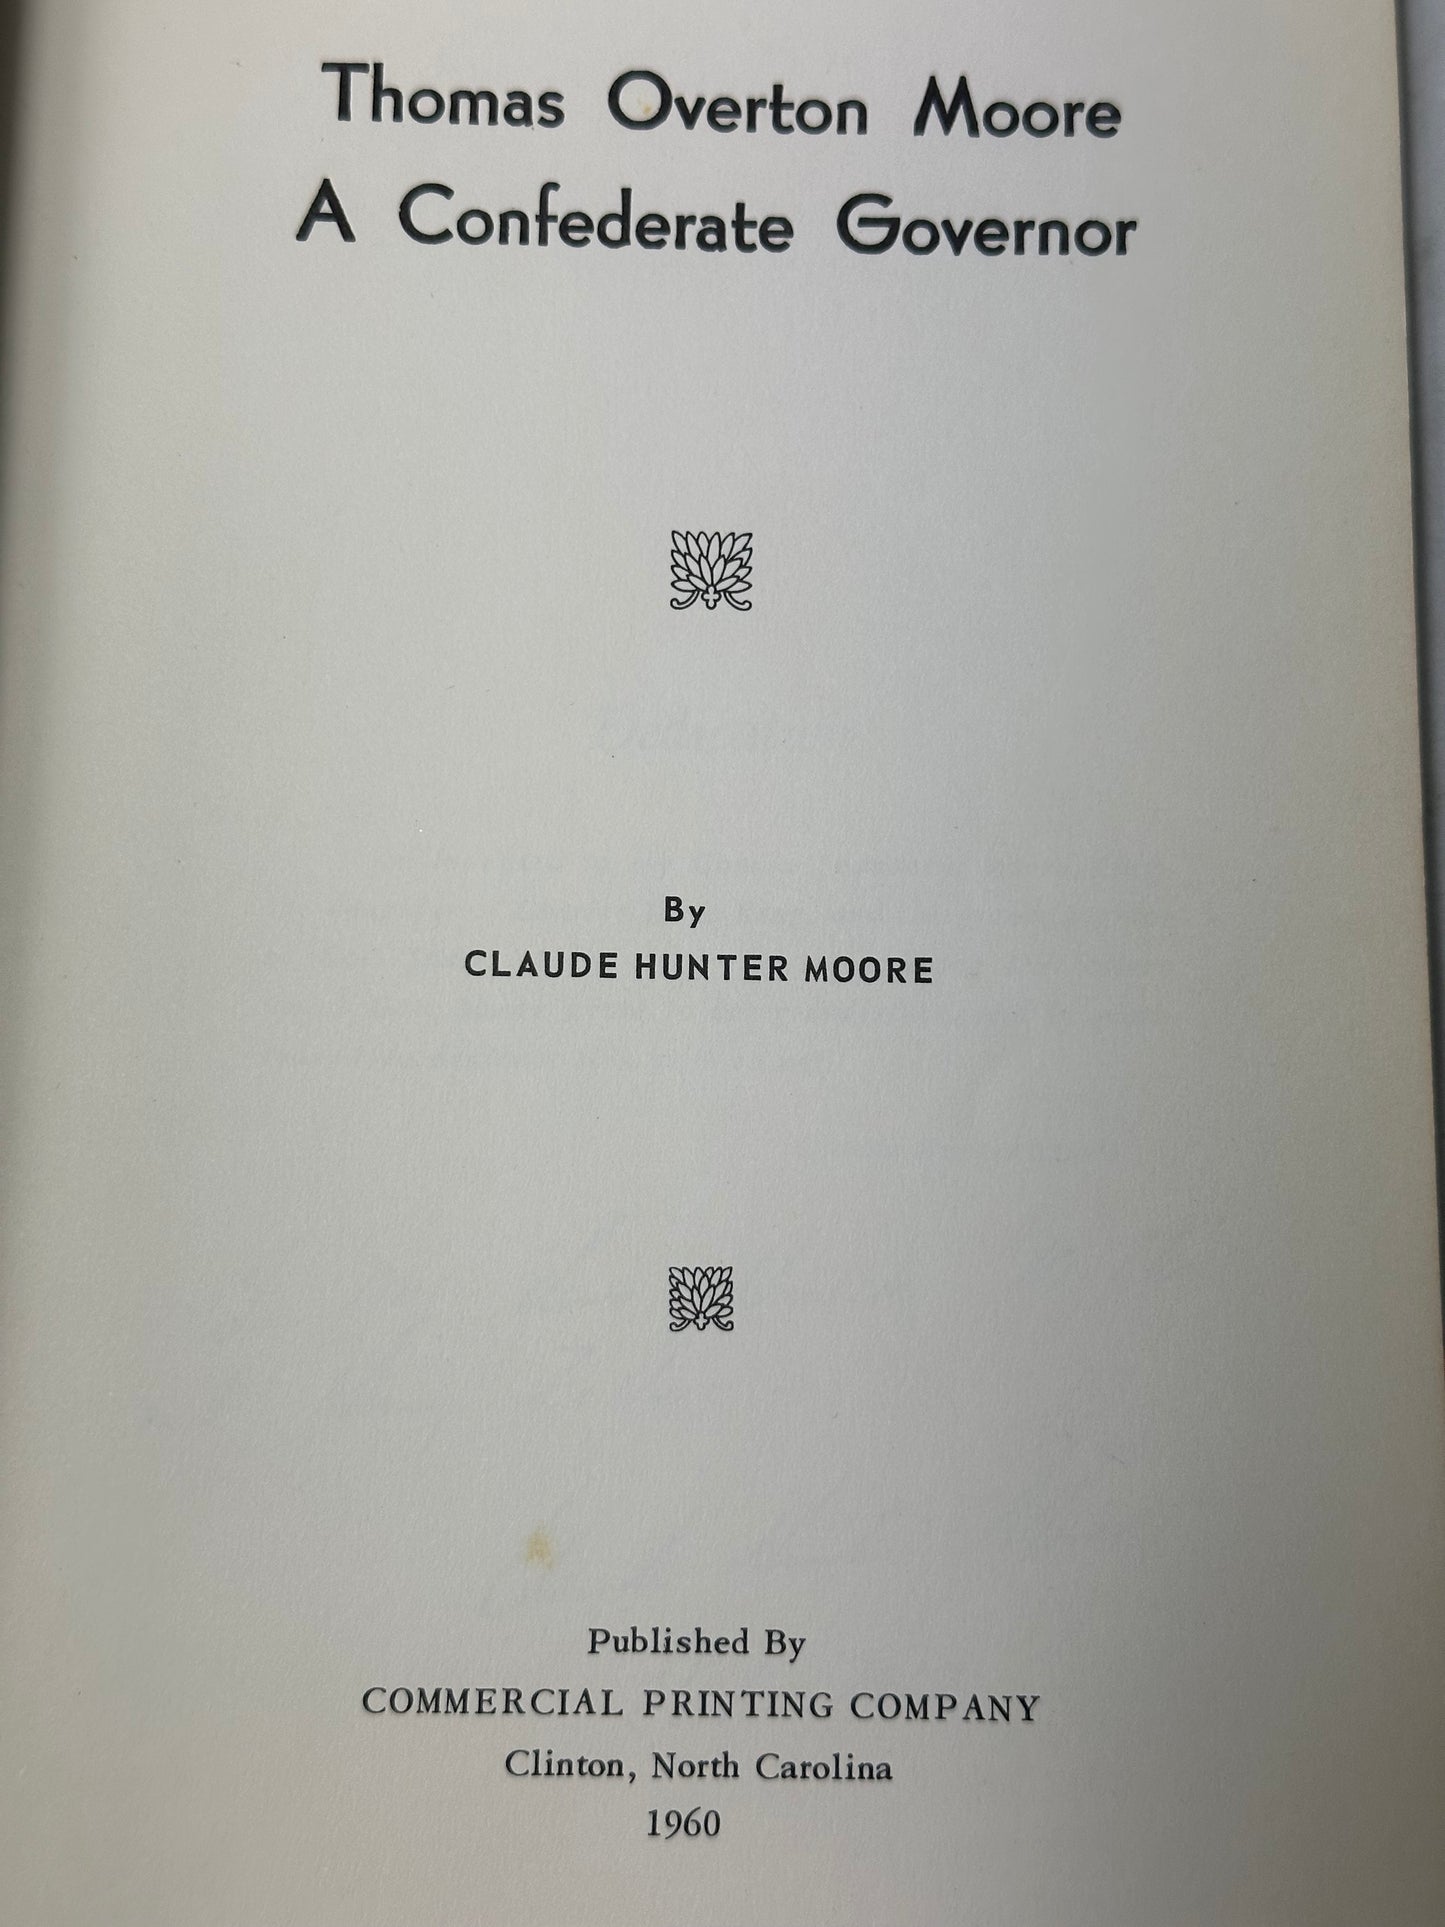 Thomas Overton Moore
A Confederate Governor
By
CLAUDE HUNTER MOORE
Published By
COMMERCIAL PRINTING COMPANY
Clinton, North Carolina
1960